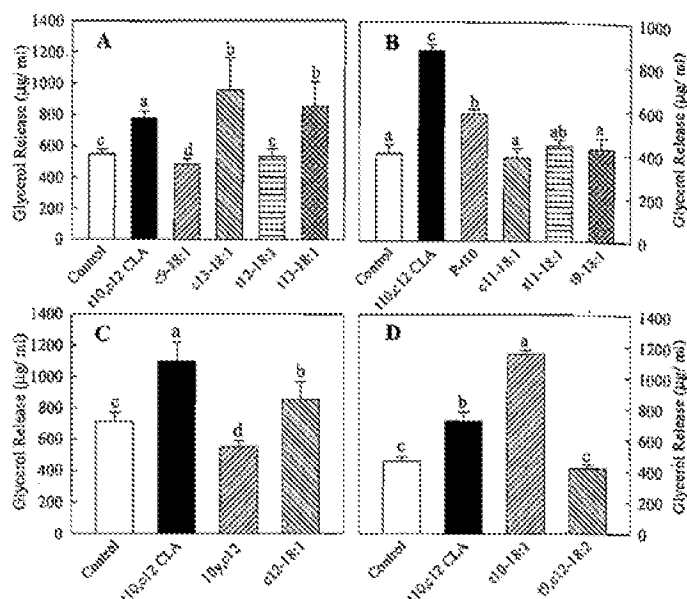 A
Glycerol Release (µg/ ml)
1400
1200
1000
800
600
400
200
0
c
a
d
b
c
b
Control
t10,c12 CLA
c9-18:1
c13-18:1
t12-18:1
t13-18:1
B
Glycerol Release (µg/ ml)
1000
800
600
400
200
0
a
c
b
a
ab
a
Control
t10,c12 CLA
c11-18:1
t11-18:1
t9-18:1
C
Glycerol Release (µg/ ml)
1400
1200
1000
800
600
400
200
0
c
a
d
b
Control
t10,c12 CLA
10y,c12
c12-18:1
D
Glycerol Release (µg/ ml)
1400
1200
1000
800
600
400
200
0
c
b
a
c
Control
t10,c12 CLA
t10-18:1
t9,c12-18:2